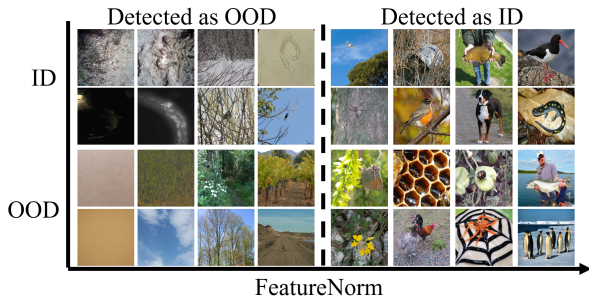 Detected as OOD
Detected as ID
ID
OOD
FeatureNorm